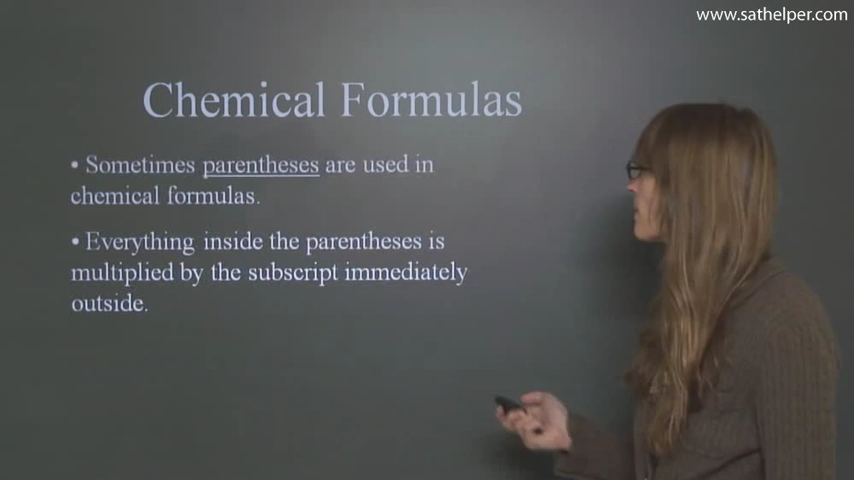 www.sathelper.com
Chemical Formulas
• Sometimes parentheses are used in
chemical formulas.
• Everything inside the parentheses is
multiplied by the subscript immediately
outside.